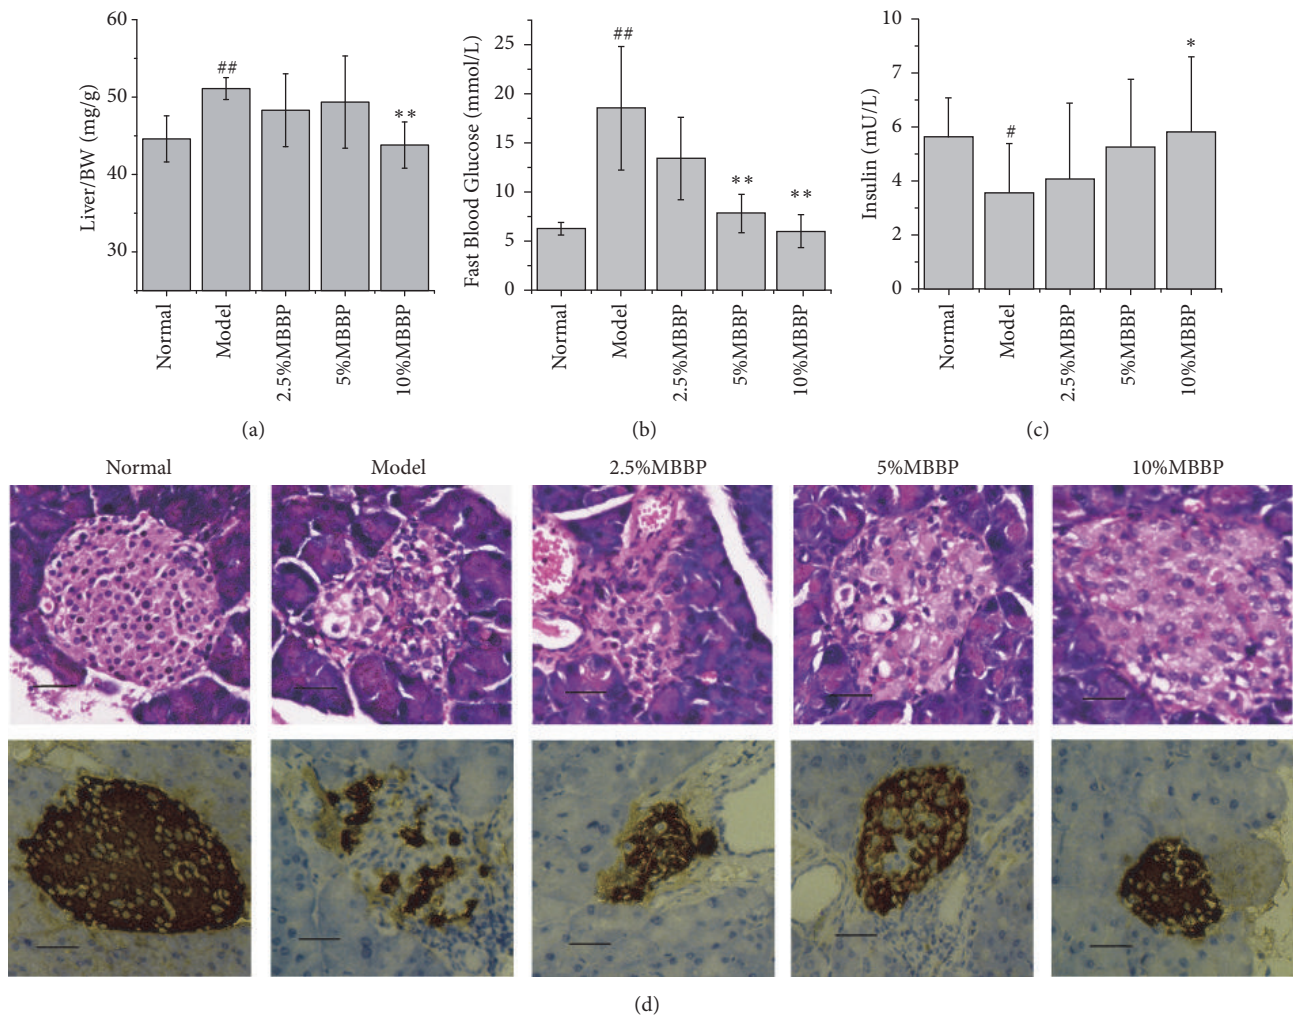 Liver/BW (mg/g)
60
50
40
30
##
**
Normal
Model
2.5%MBBP
5%MBBP
10%MBBP
(a)
Fast Blood Glucose (mmol/L)
25
20
15
10
5
0
##
**
**
Normal
Model
2.5%MBBP
5%MBBP
10%MBBP
(b)
Insulin (mU/L)
10
7
6
4
2
0
#
*
Normal
Model
2.5%MBBP
5%MBBP
10%MBBP
(c)
Normal Model 2.5%MBBP 5%MBBP 10%MBBP
(d)